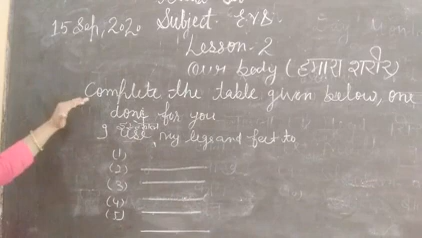 15 Sep, 2020 Subject. EVS.
Lesson. 2
Our body (हमारा शरीर)
Complete the table given below, one
done for you
I use my legs and feet to
(1)
(2)
(3)
(4)
(5)